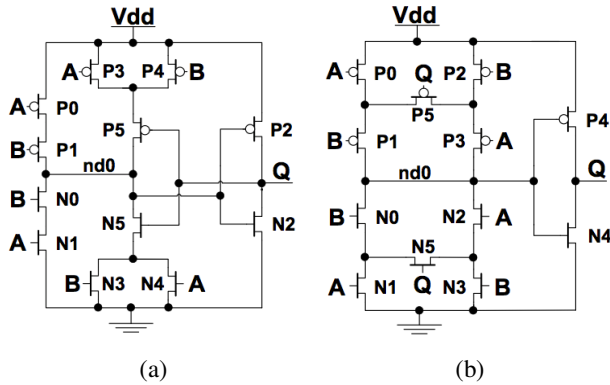 Vdd
A P3 P4 B
A P0
P5 P2
B P1
nd0 Q
B N0
N5 N2
A N1
B N3 N4 A
(a)
Vdd
A P0 Q P2 B
P5 P4
B P1 P3 A
nd0 Q
B N0 N2 A
N5 N4
A N1 Q N3 B
(b)